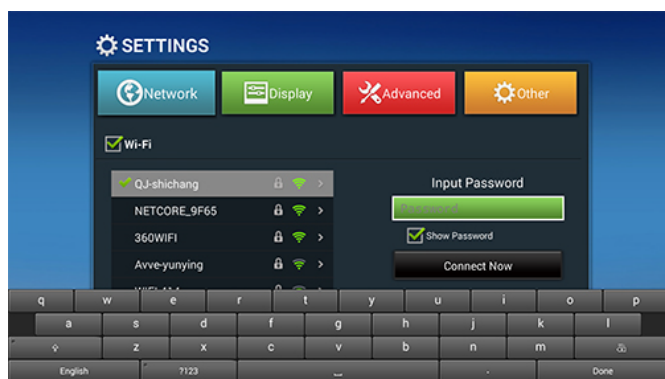 SETTINGS
Network Display Advanced Other
Wi-Fi
QJ-shichang
Input Password
NETCORE_9F65
Password
360WIFI
Show Password
Avve-yunying
Connect Now
q w e r t y u i o p
a s d f g h j k l
z x c v b n m
English ?123 . Done